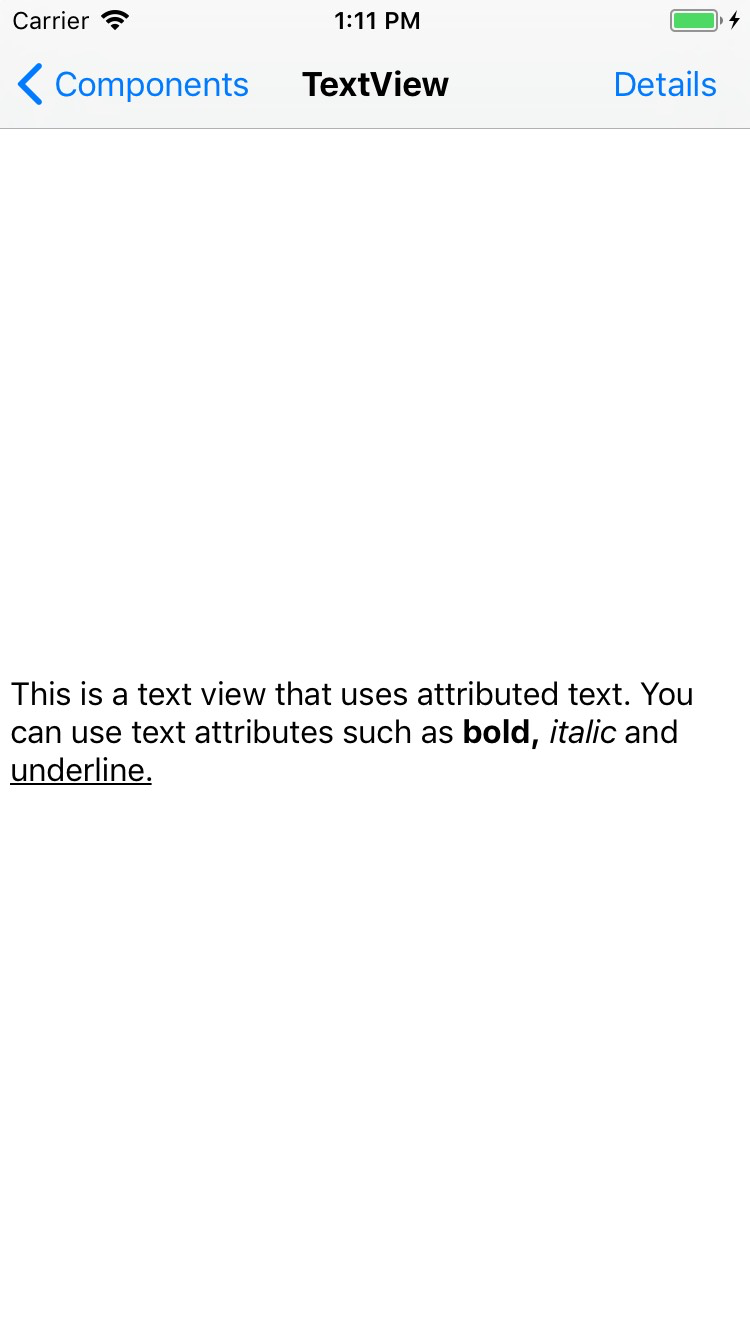 Carrier 1:11 PM
Components TextView Details
This is a text view that uses attributed text. You
can use text attributes such as bold, italic and
underline.